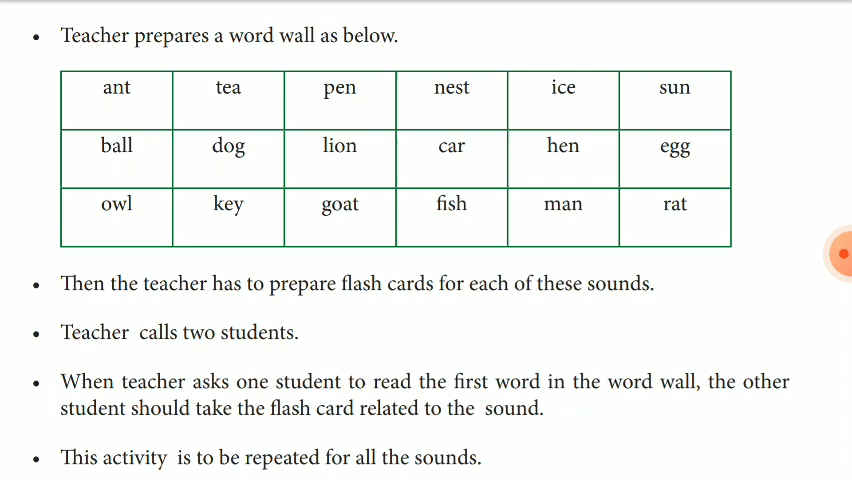 • Teacher prepares a word wall as below.
ant tea pen nest ice sun
ball dog lion car hen egg
owl key goat fish man rat
• Then the teacher has to prepare flash cards for each of these sounds.
• Teacher calls two students.
• When teacher asks one student to read the first word in the word wall, the other
student should take the flash card related to the sound.
• This activity is to be repeated for all the sounds.